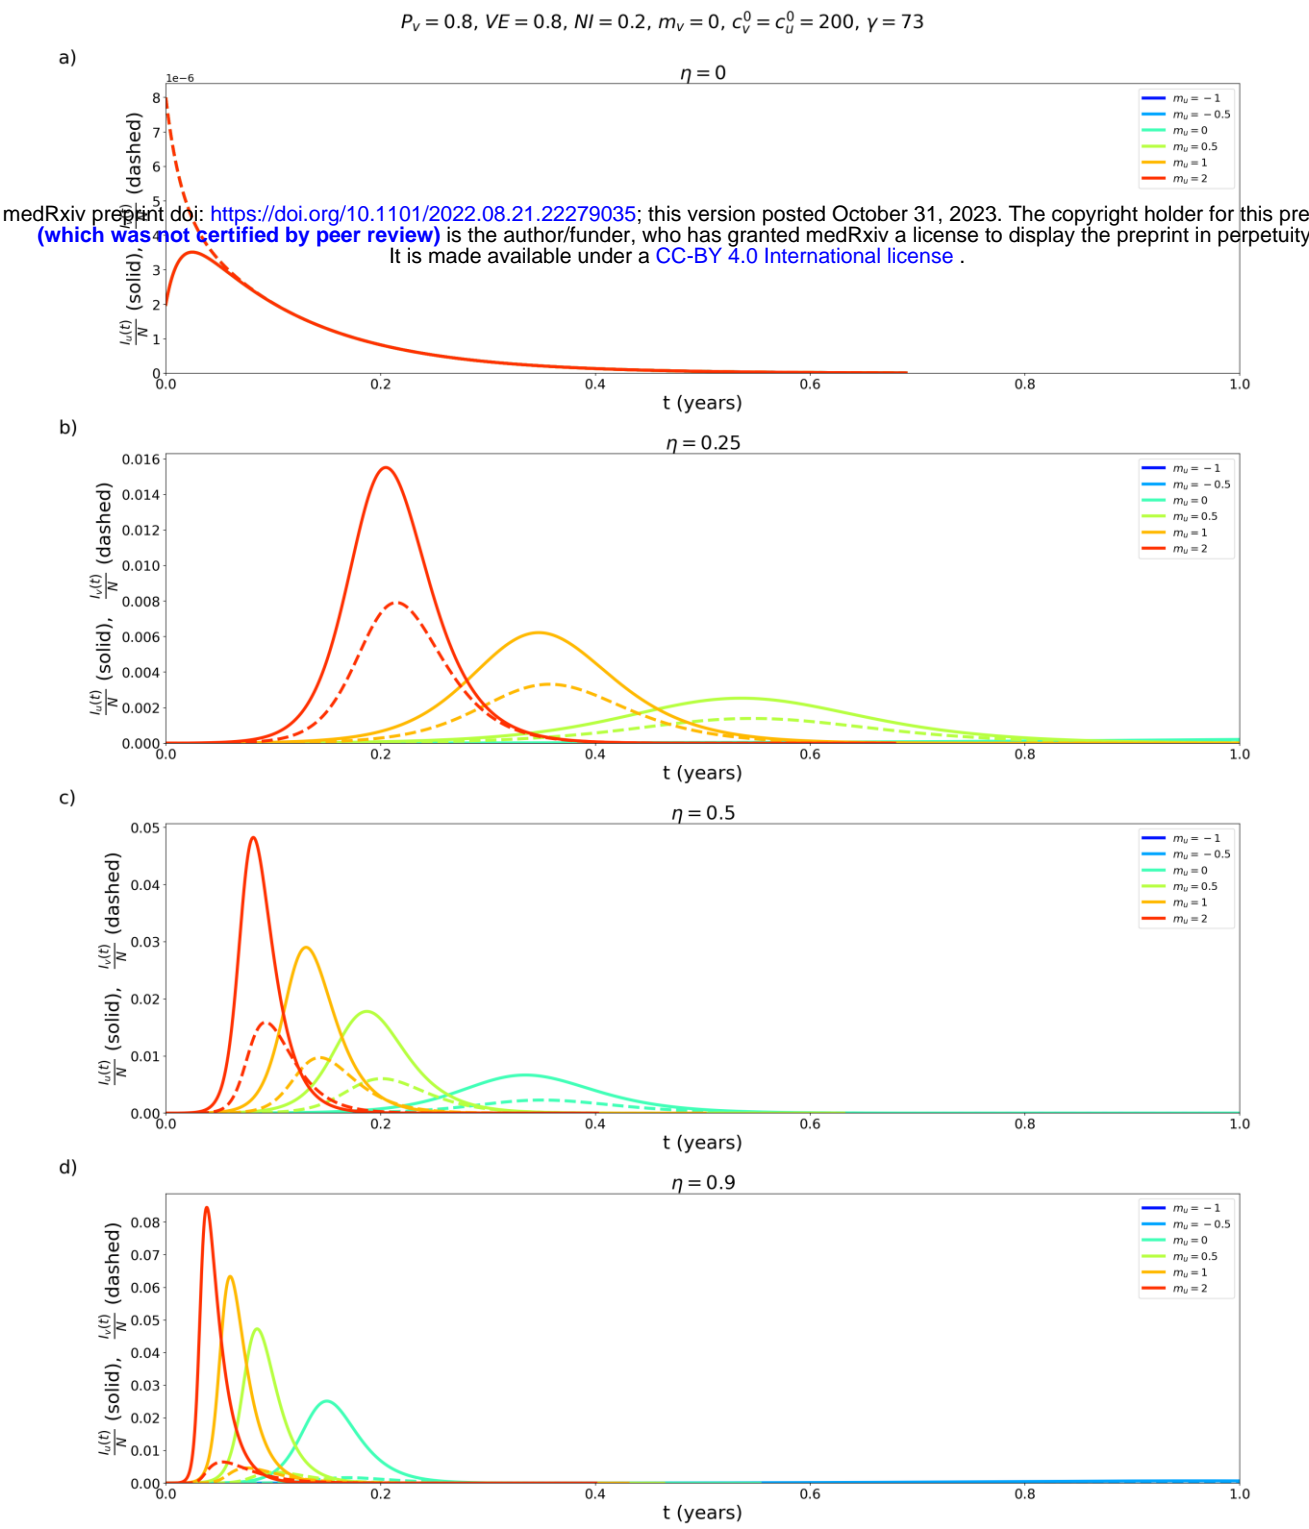 P_v = 0.8, VE = 0.8, NI = 0.2, m_v = 0, c_v^0 = c_u^0 = 200, γ = 73
a)
η = 0
1e−6
8
7
6
5
4
3
2
1
0
I_u(t)/N (solid), I_v(t)/N (dashed)
m_u = −1
m_u = −0.5
m_u = 0
m_u = 0.5
m_u = 1
m_u = 2
medRxiv preprint doi: https://doi.org/10.1101/2022.08.21.22279035; this version posted October 31, 2023. The copyright holder for this pre
(which was not certified by peer review) is the author/funder, who has granted medRxiv a license to display the preprint in perpetuity
It is made available under a CC-BY 4.0 International license .
0.0 0.2 0.4 0.6 0.8 1.0
t (years)
b)
η = 0.25
0.016
0.014
0.012
0.010
0.008
0.006
0.004
0.002
0.000
I_u(t)/N (solid), I_v(t)/N (dashed)
m_u = −1
m_u = −0.5
m_u = 0
m_u = 0.5
m_u = 1
m_u = 2
0.0 0.2 0.4 0.6 0.8 1.0
t (years)
c)
η = 0.5
0.05
0.04
0.03
0.02
0.01
0.00
I_u(t)/N (solid), I_v(t)/N (dashed)
m_u = −1
m_u = −0.5
m_u = 0
m_u = 0.5
m_u = 1
m_u = 2
0.0 0.2 0.4 0.6 0.8 1.0
t (years)
d)
η = 0.9
0.08
0.07
0.06
0.05
0.04
0.03
0.02
0.01
0.00
I_u(t)/N (solid), I_v(t)/N (dashed)
m_u = −1
m_u = −0.5
m_u = 0
m_u = 0.5
m_u = 1
m_u = 2
0.0 0.2 0.4 0.6 0.8 1.0
t (years)